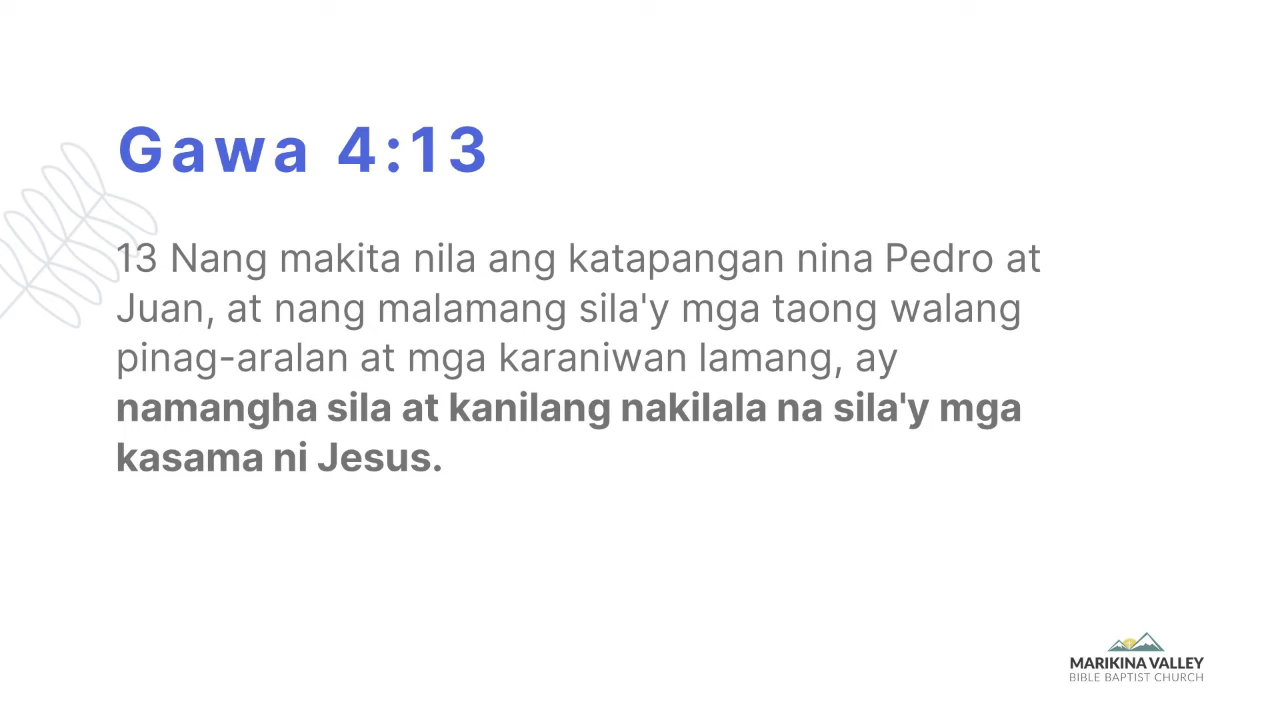 Gawa 4:13
13 Nang makita nila ang katapangan nina Pedro at
Juan, at nang malamang sila'y mga taong walang
pinag-aralan at mga karaniwan lamang, ay
namangha sila at kanilang nakilala na sila'y mga
kasama ni Jesus.
MARIKINA VALLEY
BIBLE BAPTIST CHURCH